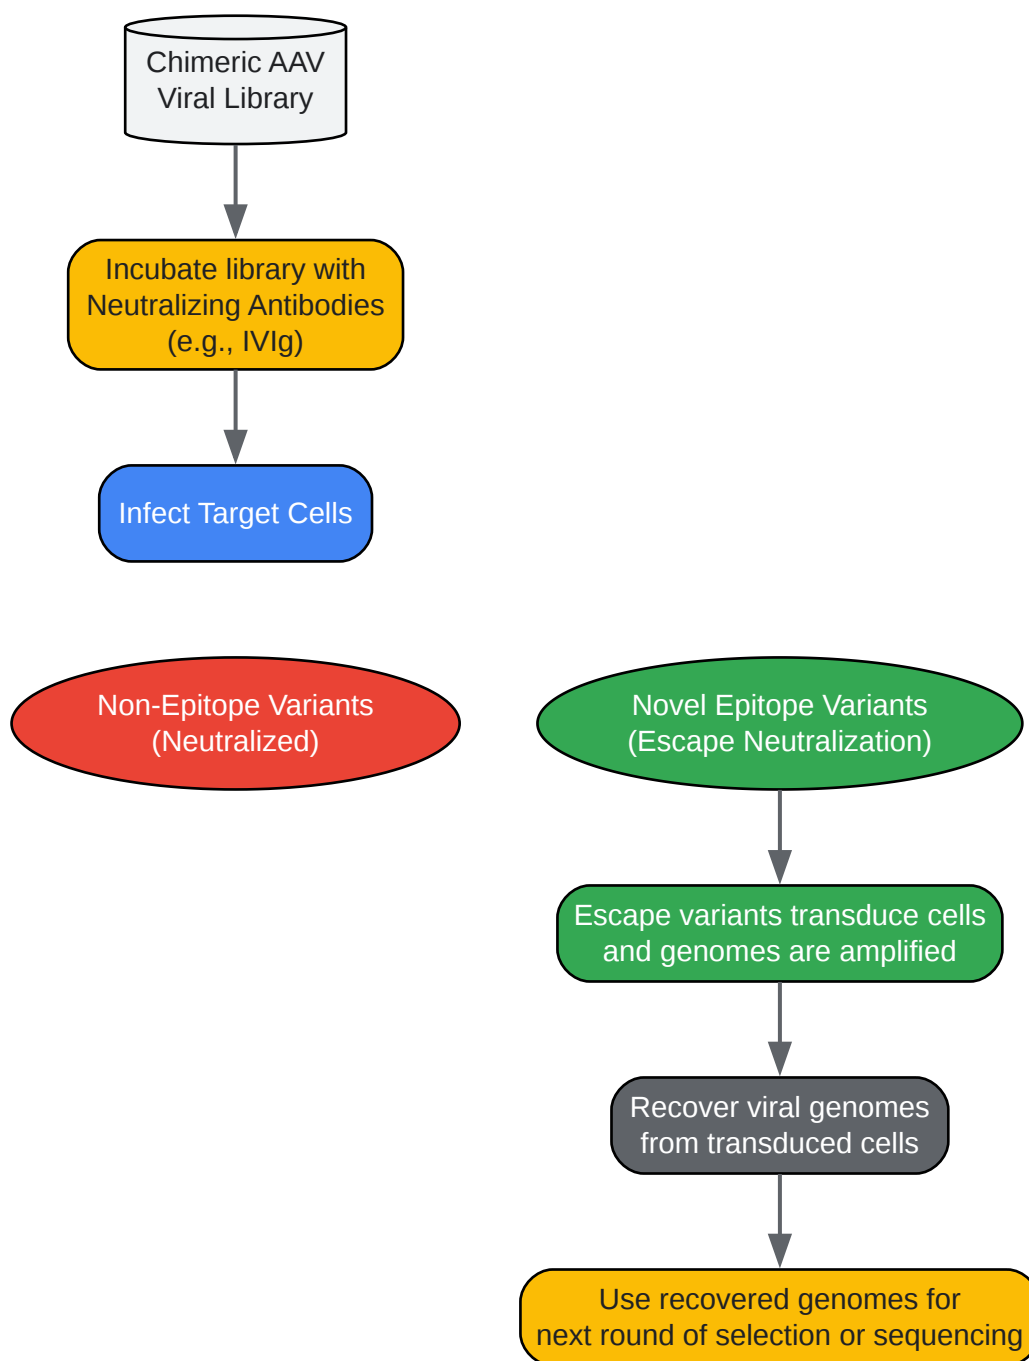 Chimeric AAV
Viral Library
Incubate library with
Neutralizing Antibodies
(e.g., IVIg)
Infect Target Cells
Non-Epitope Variants
(Neutralized)
Novel Epitope Variants
(Escape Neutralization)
Escape variants transduce cells
and genomes are amplified
Recover viral genomes
from transduced cells
Use recovered genomes for
next round of selection or sequencing